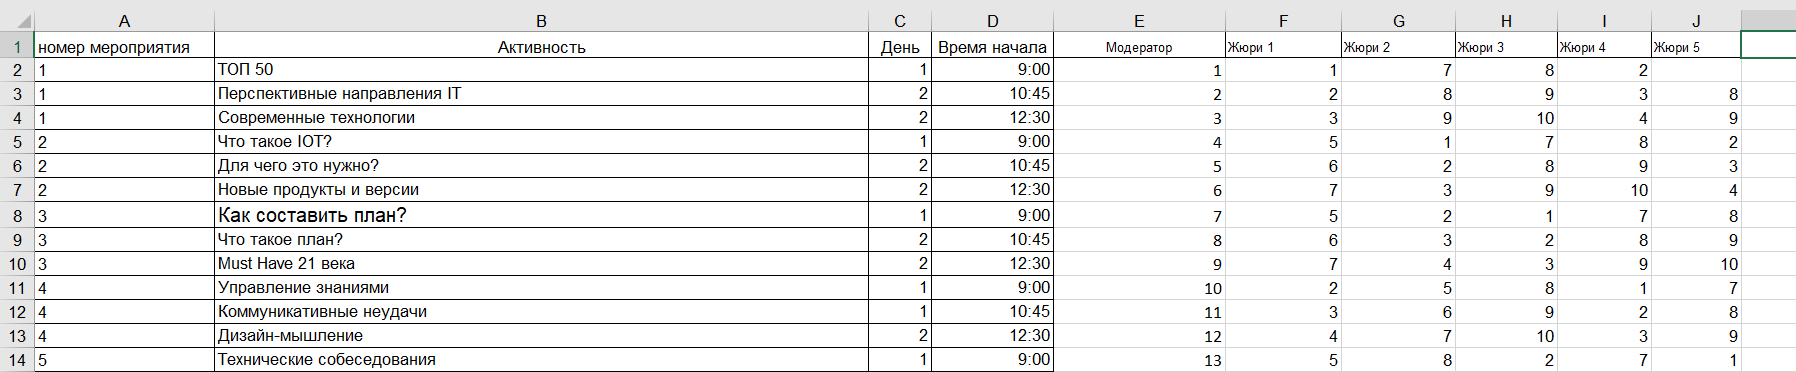 A B C D E F G H I J
1 номер мероприятия Активность День Время начала Модератор Жюри 1 Жюри 2 Жюри 3 Жюри 4 Жюри 5
2 1 ТОП 50 1 9:00 1 1 7 8 2
3 1 Перспективные направления IT 2 10:45 2 2 8 9 3 8
4 1 Современные технологии 2 12:30 3 3 9 10 4 9
5 2 Что такое IOT? 1 9:00 4 5 1 7 8 2
6 2 Для чего это нужно? 2 10:45 5 6 2 8 9 3
7 2 Новые продукты и версии 2 12:30 6 7 3 9 10 4
8 3 Как составить план? 1 9:00 7 5 2 1 7 8
9 3 Что такое план? 2 10:45 8 6 3 2 8 9
10 3 Must Have 21 века 2 12:30 9 7 4 3 9 10
11 4 Управление знаниями 1 9:00 10 2 5 8 1 7
12 4 Коммуникативные неудачи 1 10:45 11 3 6 9 2 8
13 4 Дизайн-мышление 2 12:30 12 4 7 10 3 9
14 5 Технические собеседования 1 9:00 13 5 8 2 7 1